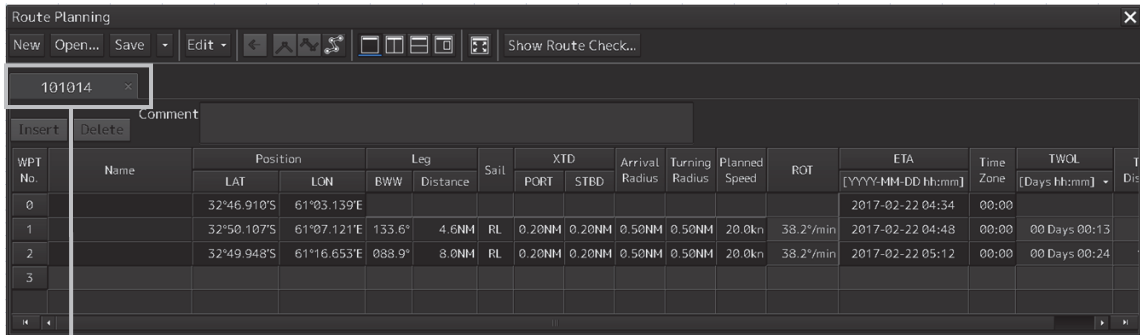 Route Planning
New Open... Save Edit Show Route Check...
101014
Comment
Insert Delete
WPT No. Name Position Leg Sail XTD Arrival Radius Turning Radius Planned Speed ROT ETA Time Zone TWOL
LAT LON BWW Distance PORT STBD [YYYY-MM-DD hh:mm] [Days hh:mm]
0 32°46.910'S 61°03.139'E 2017-02-22 04:34 00:00
1 32°50.107'S 61°07.121'E 133.6° 4.6NM RL 0.20NM 0.20NM 0.50NM 0.50NM 20.0kn 38.2°/min 2017-02-22 04:48 00:00 00 Days 00:13
2 32°49.948'S 61°16.653'E 088.9° 8.0NM RL 0.20NM 0.20NM 0.50NM 0.50NM 20.0kn 38.2°/min 2017-02-22 05:12 00:00 00 Days 00:24
3